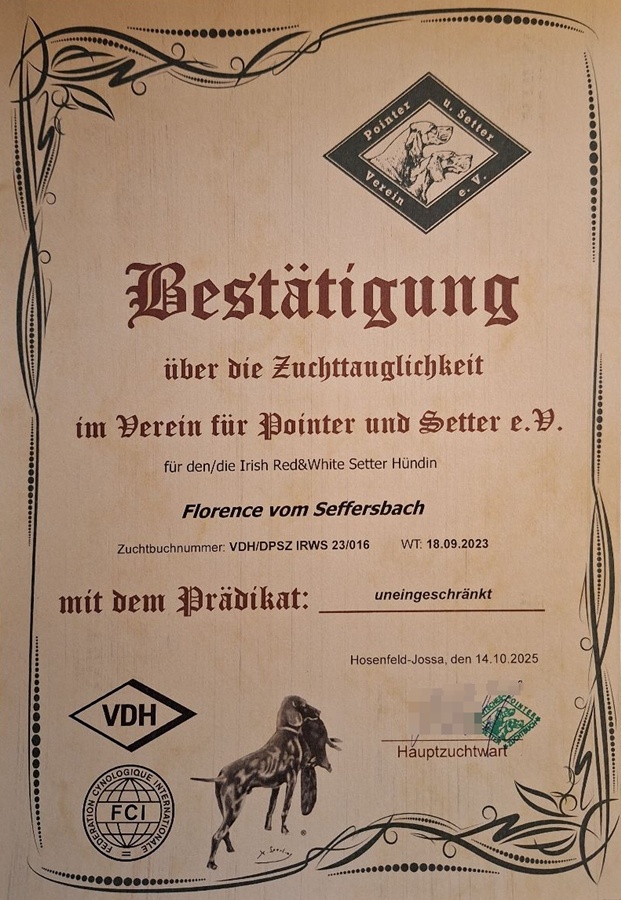 Pointer u. Setter
Verein e. V.
Bestätigung
über die Zuchttauglichkeit
im Verein für Pointer und Setter e.V.
für den/die Irish Red&White Setter Hündin
Florence vom Seffersbach
Zuchtbuchnummer: VDH/DPSZ IRWS 23/016 WT: 18.09.2023
mit dem Prädikat: uneingeschränkt
Hosenfeld-Jossa, den 14.10.2025
Hauptzuchtwart
VDH
FEDERATION CYNOLOGIQUE INTERNATIONALE
FCI